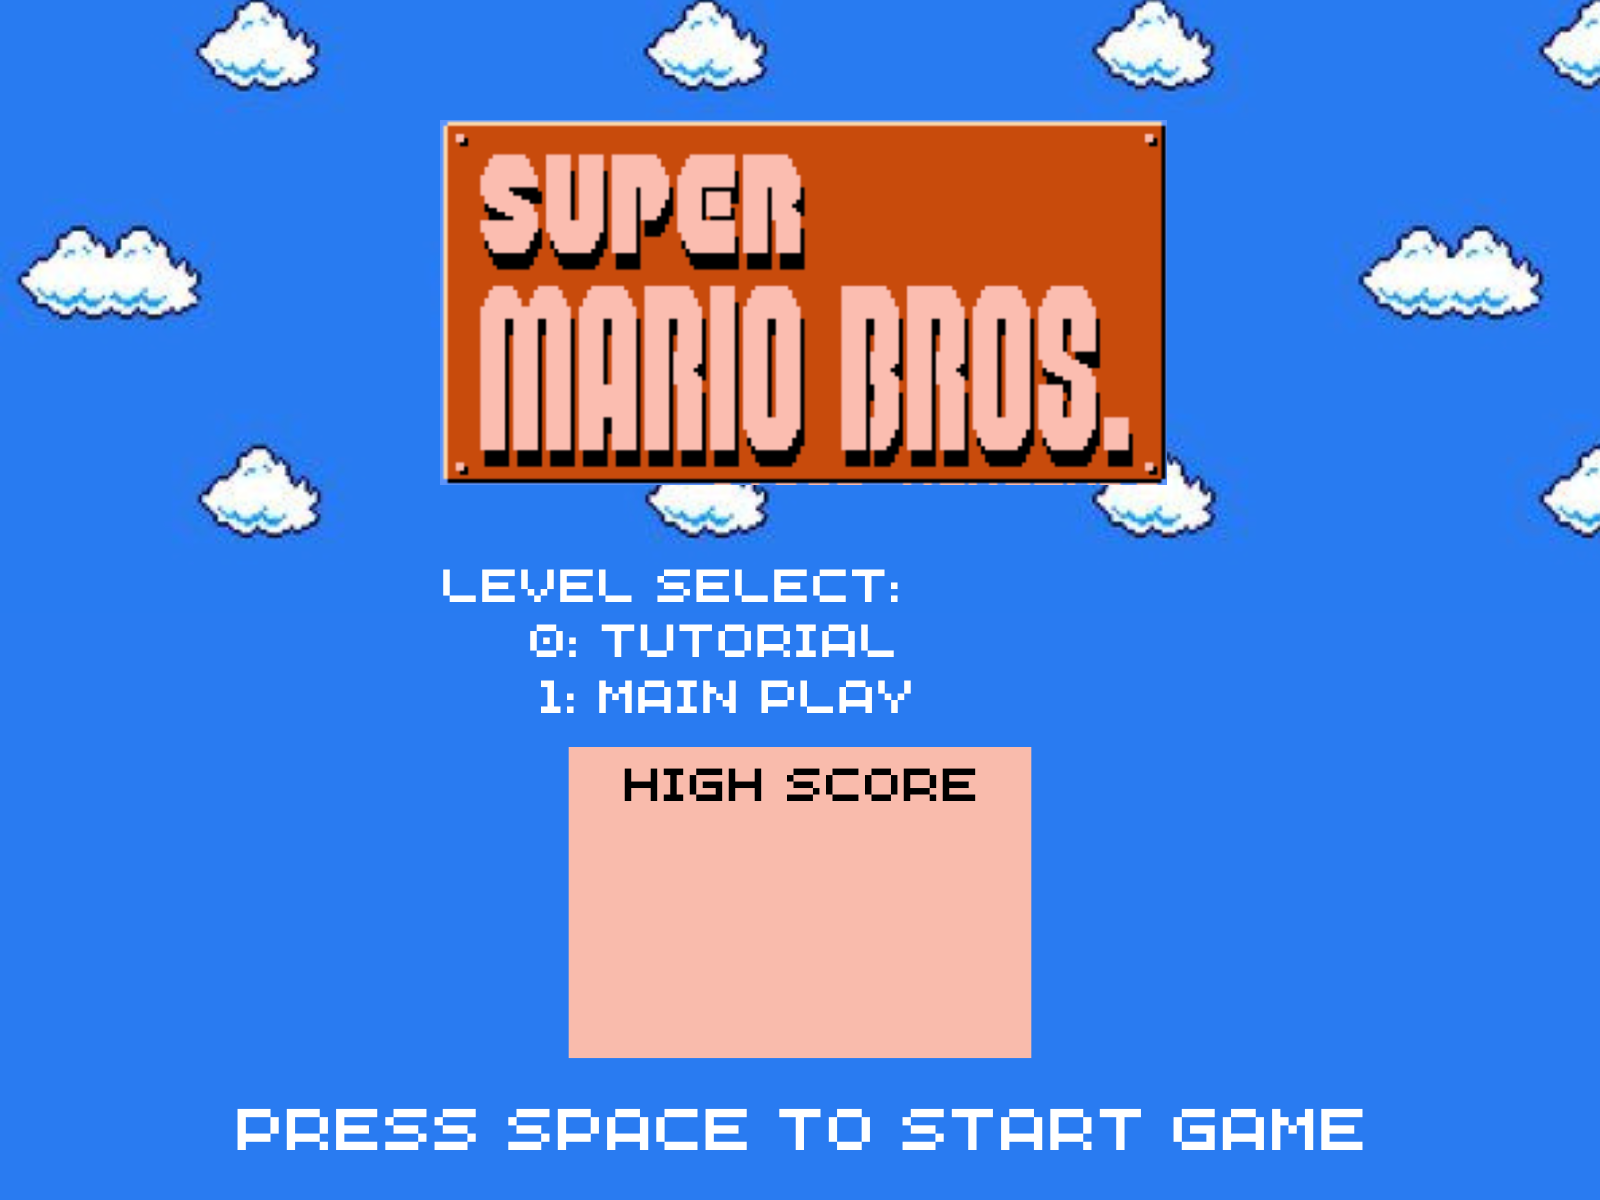 SUPER
MARIO BROS.
LEVEL SELECT:
0: TUTORIAL
1: MAIN PLAY
HIGH SCORE
PRESS SPACE TO START GAME